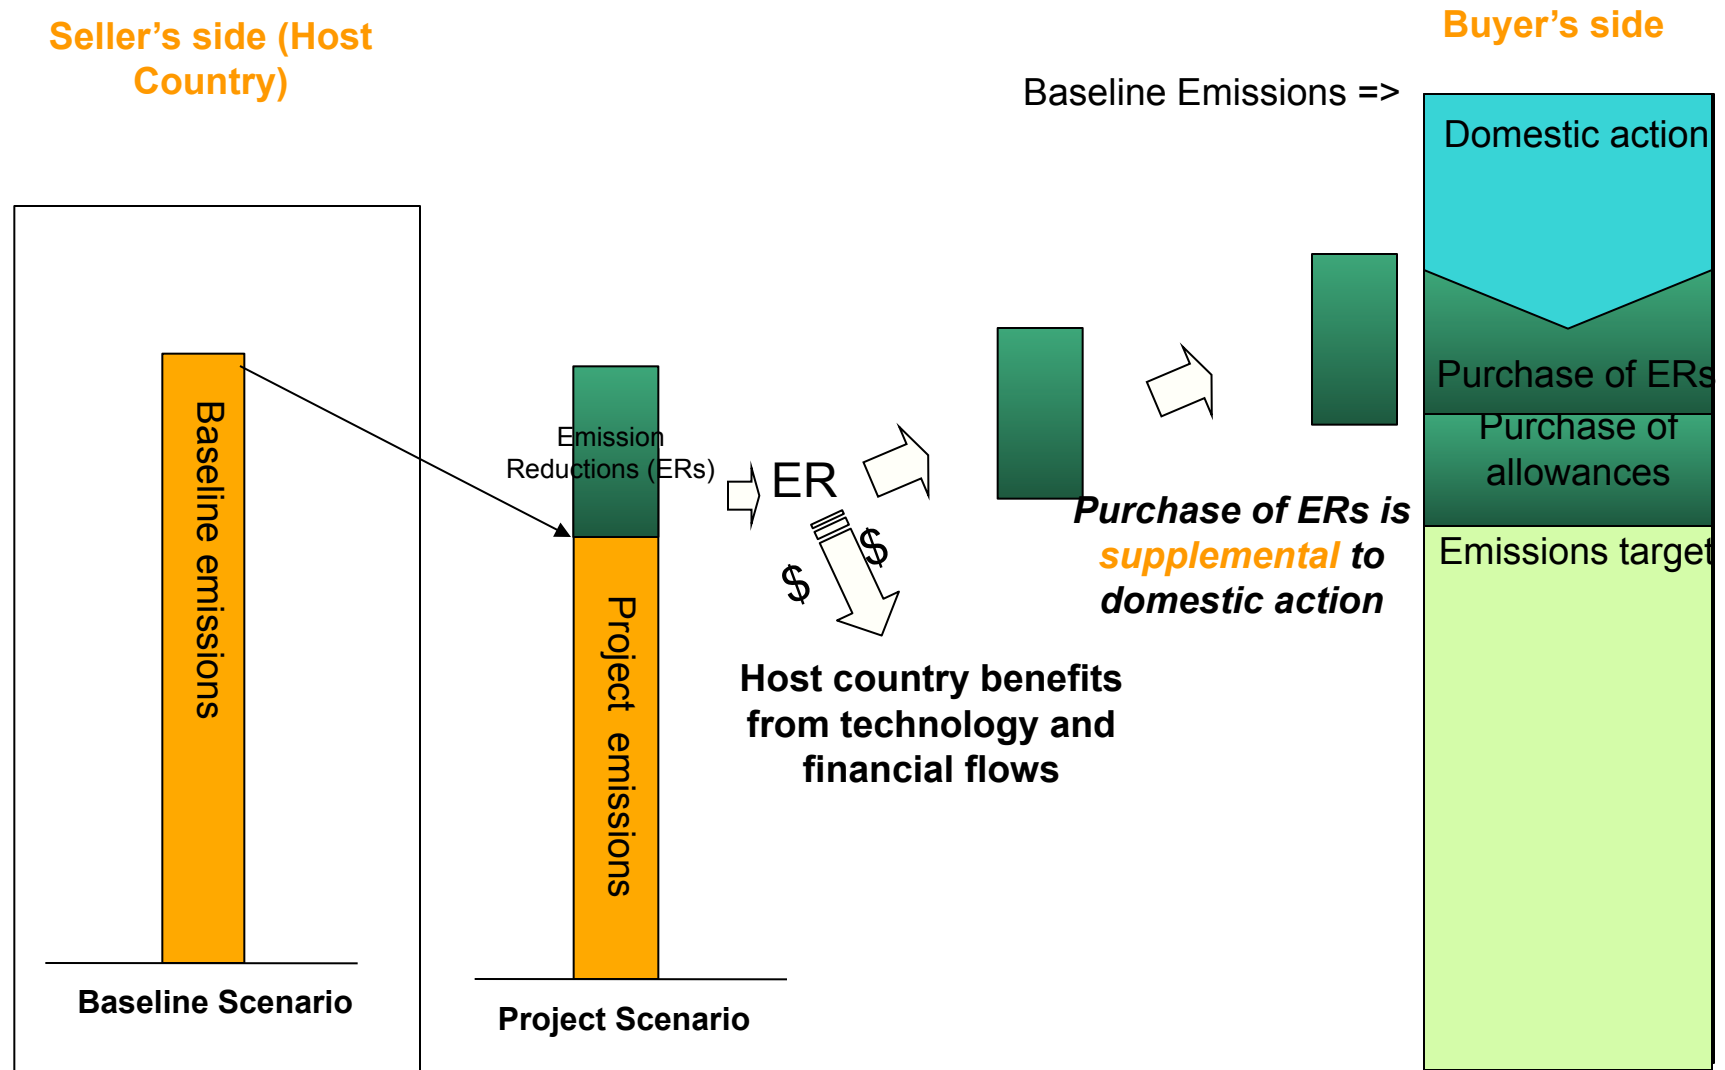 Seller’s side (Host
Country)
Buyer’s side
Baseline Emissions =>
Domestic action
Baseline emissions
Emission
Reductions (ERs)
ER
$
$
Project emissions
Purchase of ERs
Purchase of
allowances
Emissions target
Purchase of ERs is
supplemental to
domestic action
Host country benefits
from technology and
financial flows
Baseline Scenario
Project Scenario